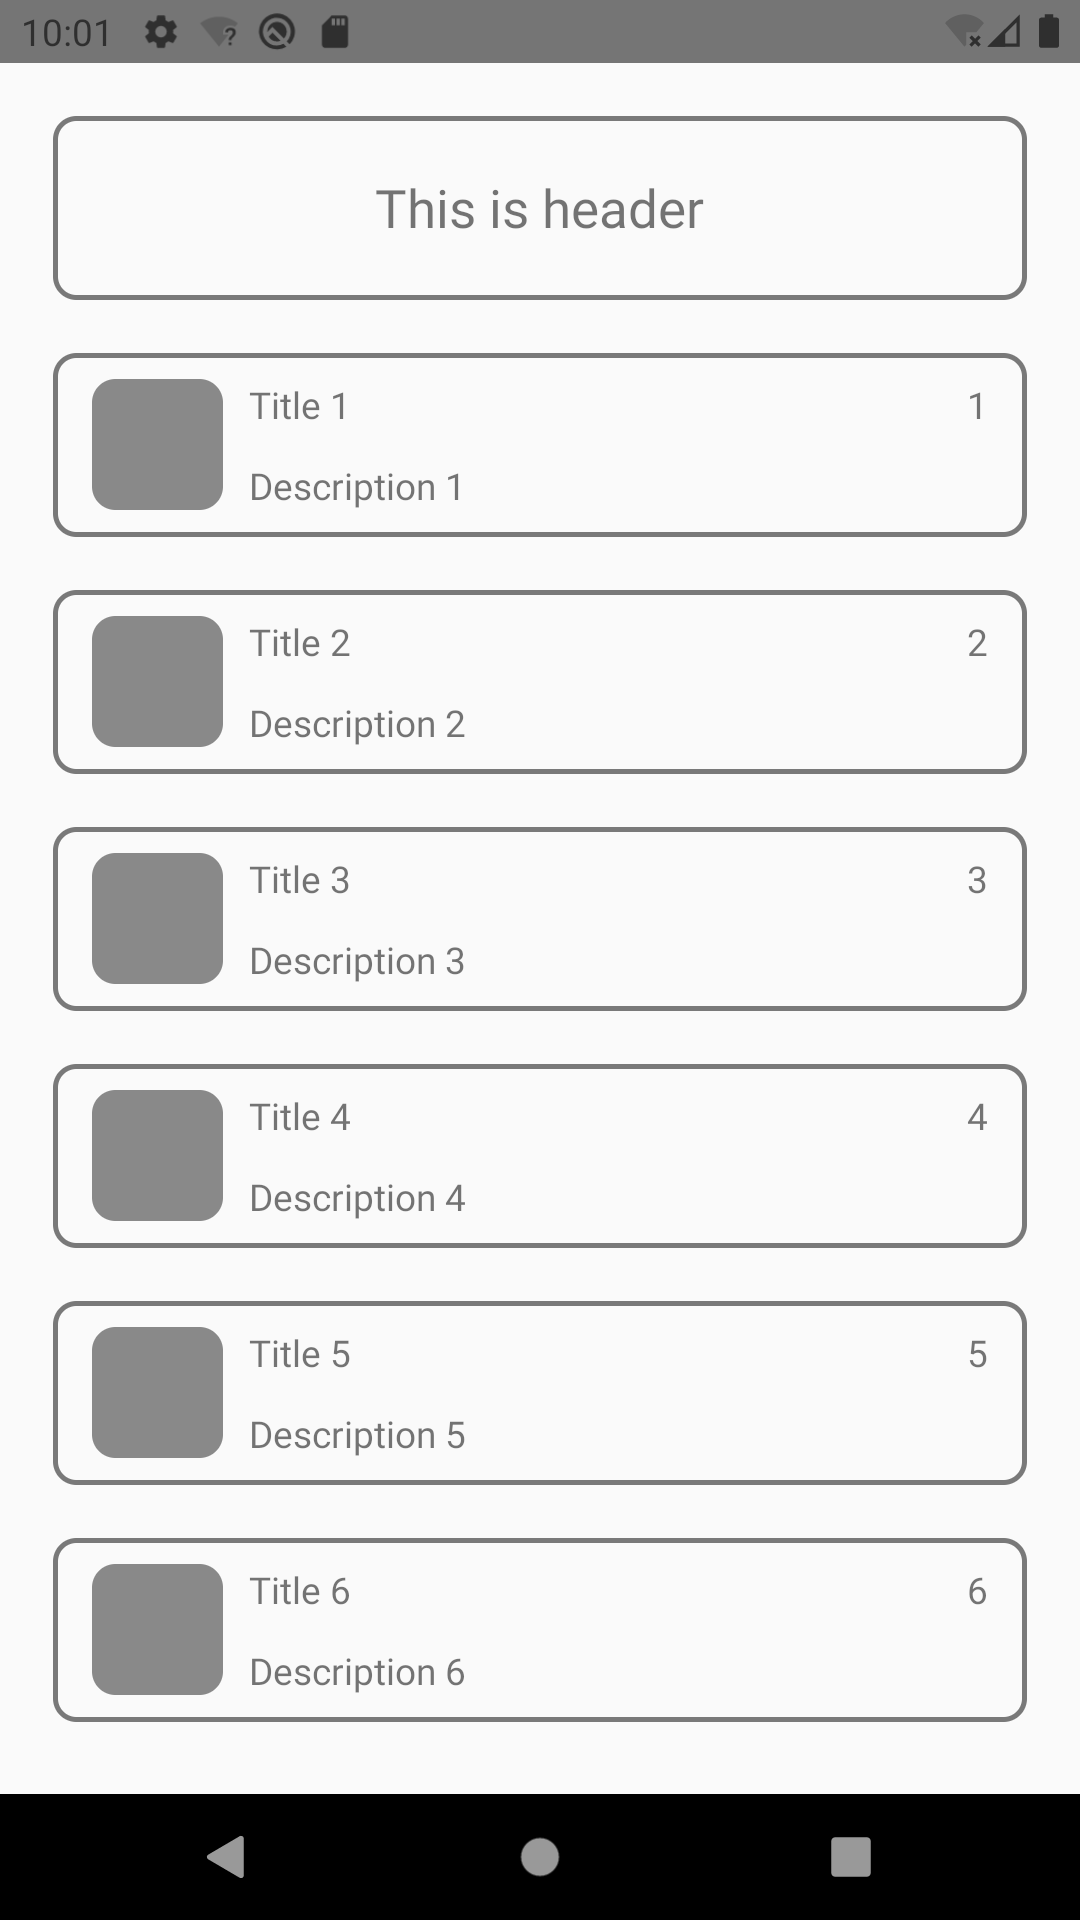 10:01
This is header
Title 1 1
Description 1
Title 2 2
Description 2
Title 3 3
Description 3
Title 4 4
Description 4
Title 5 5
Description 5
Title 6 6
Description 6